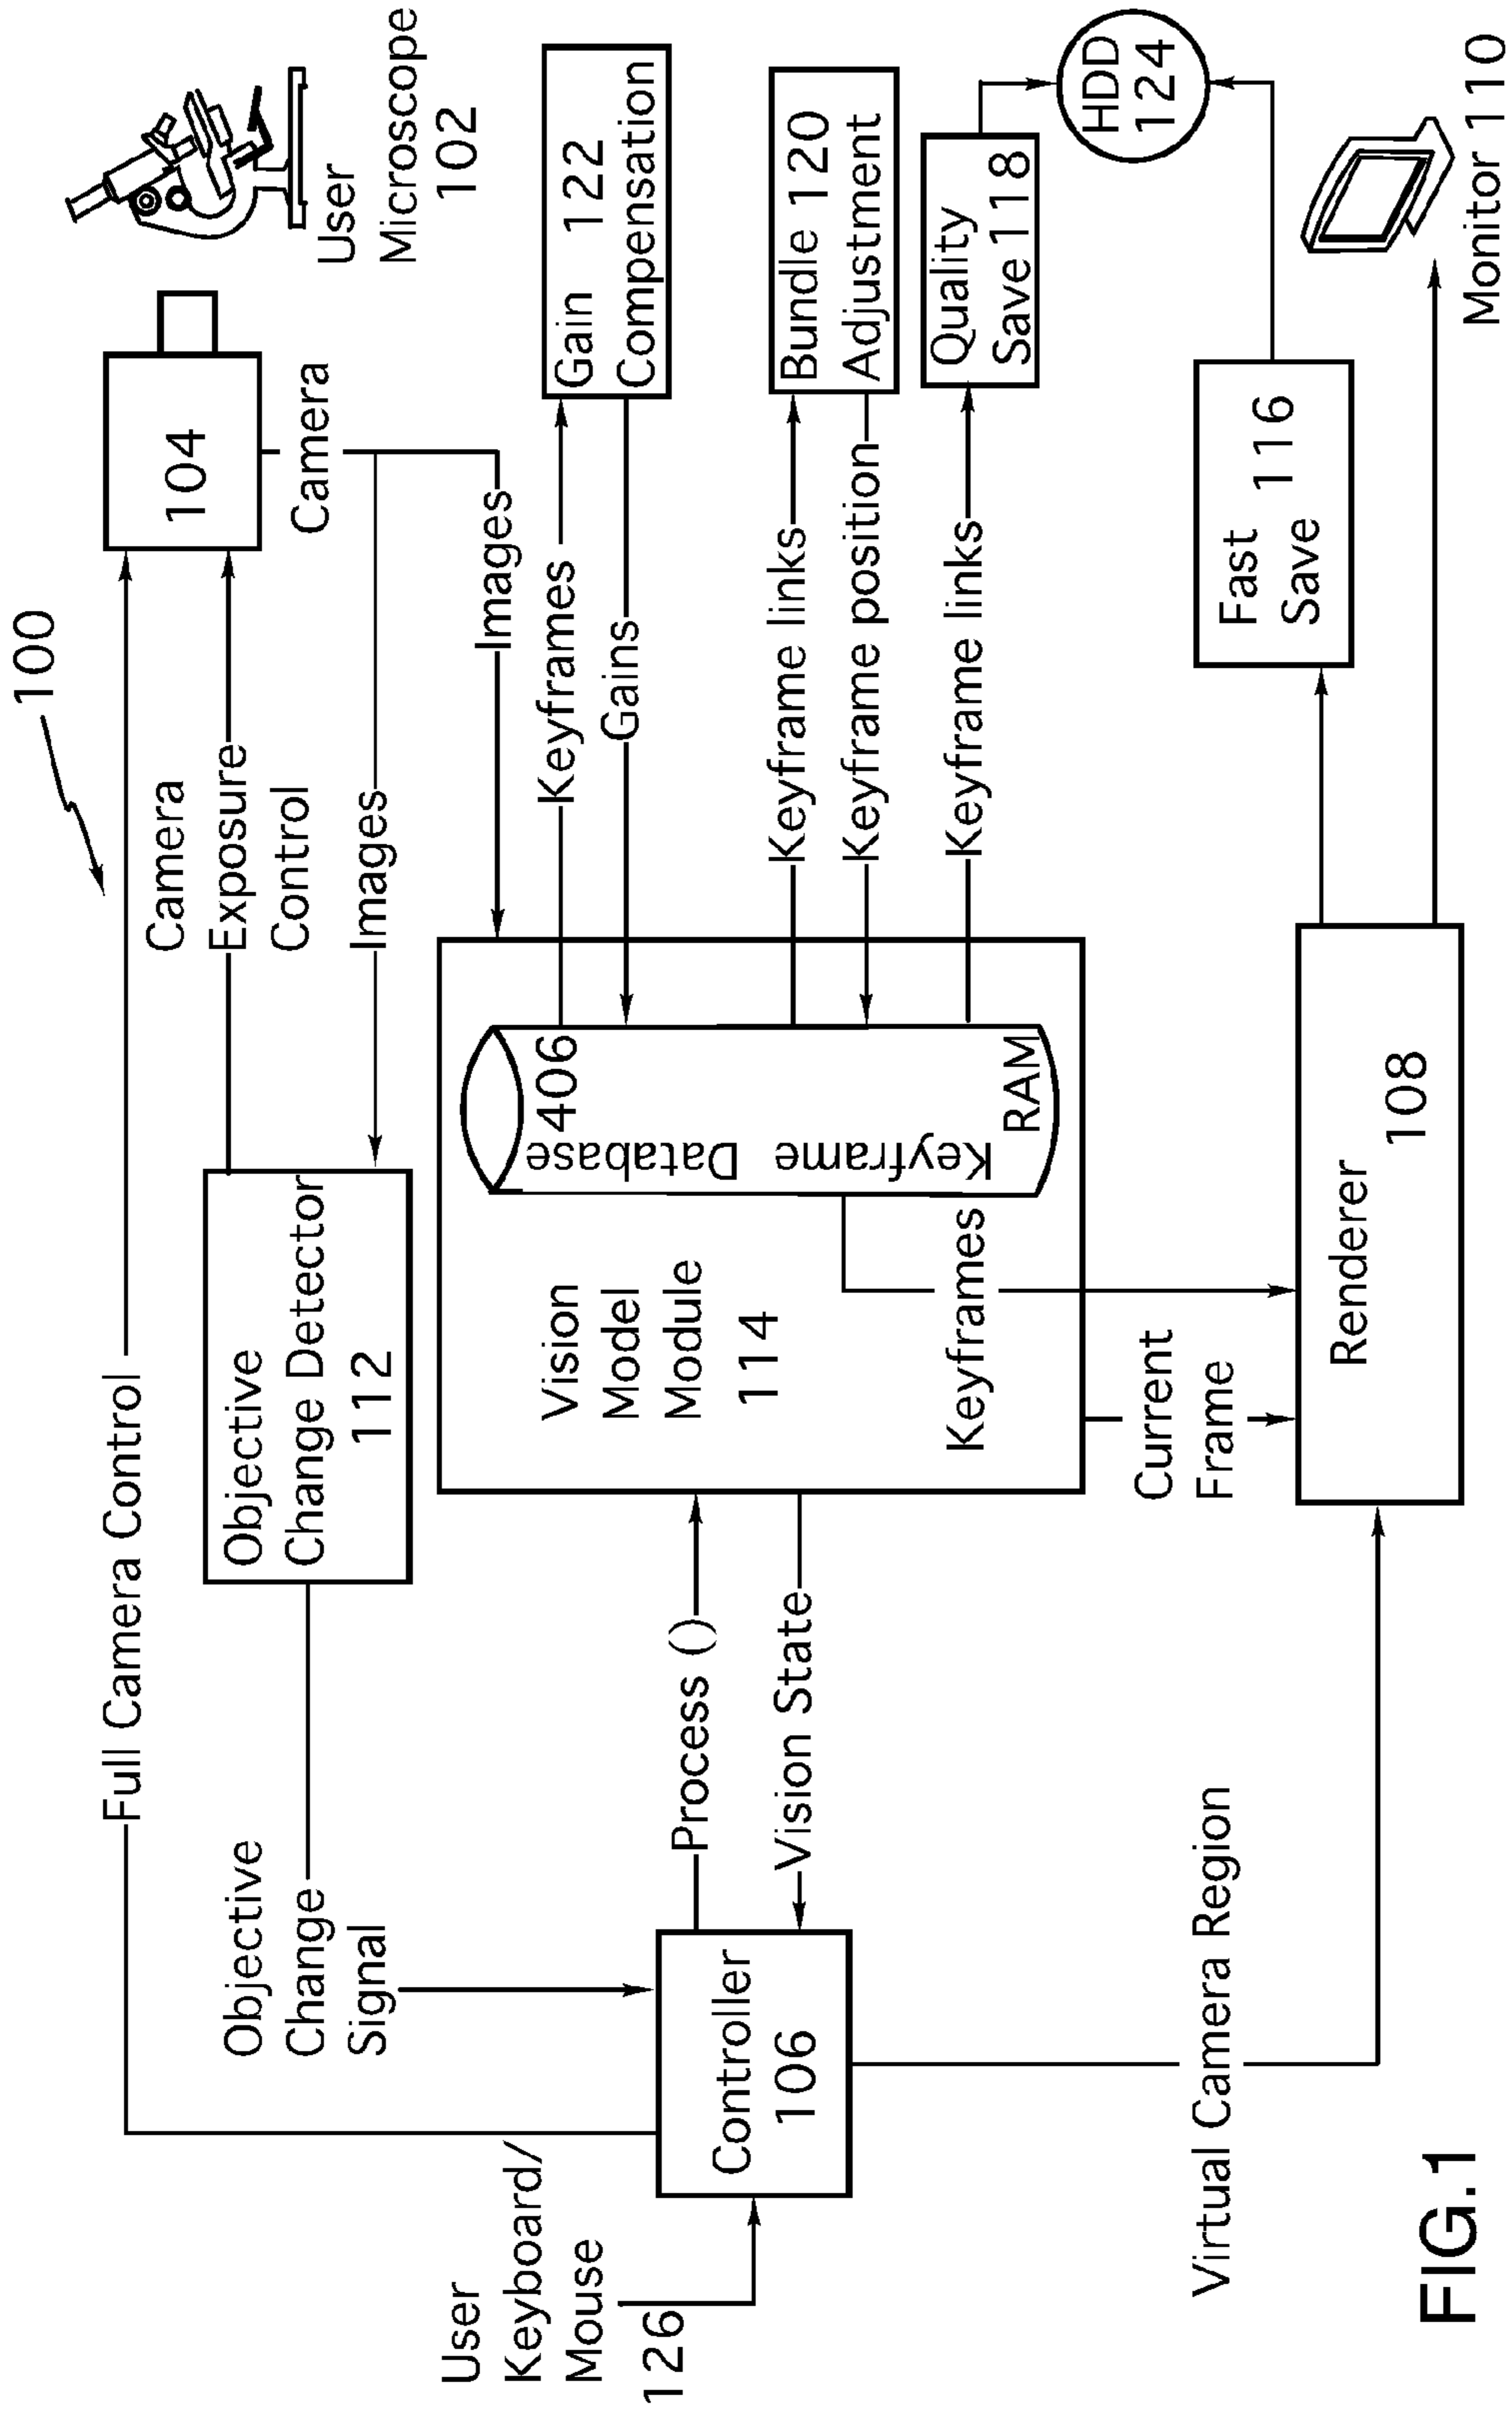 100
Full Camera Control
Camera
Exposure
Control
Images
104
Camera
User
Microscope
102
Objective
Change Detector
112
Objective
Change
Signal
Images
Keyframes
Gains
Gain 122
Compensation
User
Keyboard/
Mouse
126
Controller
106
Process ()
Vision State
Vision
Model
Module
114
Keyframe
Database
406
RAM
Keyframes
Keyframe links
Keyframe position
Bundle 120
Adjustment
Keyframe links
Quality
Save 118
HDD
124
Current
Frame
Virtual Camera Region
Renderer
108
Fast
116
Save
Monitor 110
FIG.1